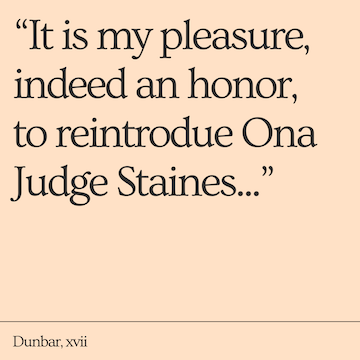 “It is my pleasure,
indeed an honor,
to reintrodue Ona
Judge Staines...”
Dunbar, xvii